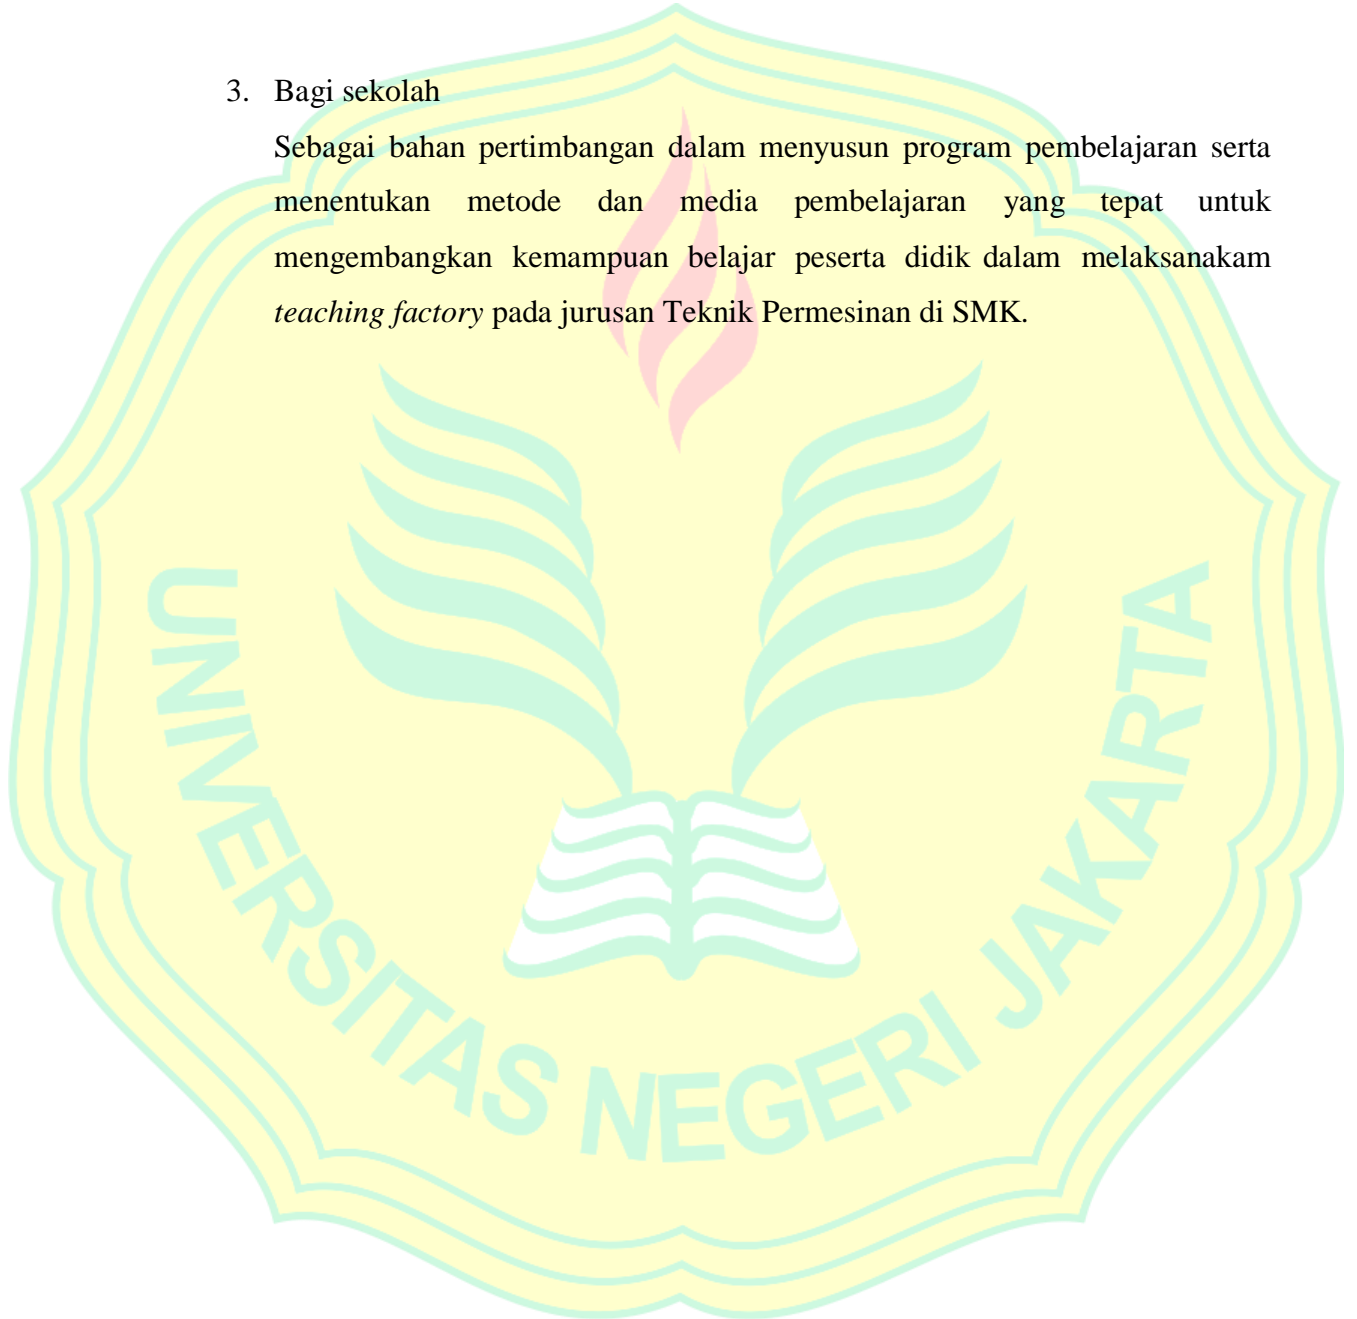 3. Bagi sekolah
Sebagai bahan pertimbangan dalam menyusun program pembelajaran serta
menentukan metode dan media pembelajaran yang tepat untuk
mengembangkan kemampuan belajar peserta didik dalam melaksanakam
teaching factory pada jurusan Teknik Permesinan di SMK.
UNIVERSITAS NEGERI JAKARTA